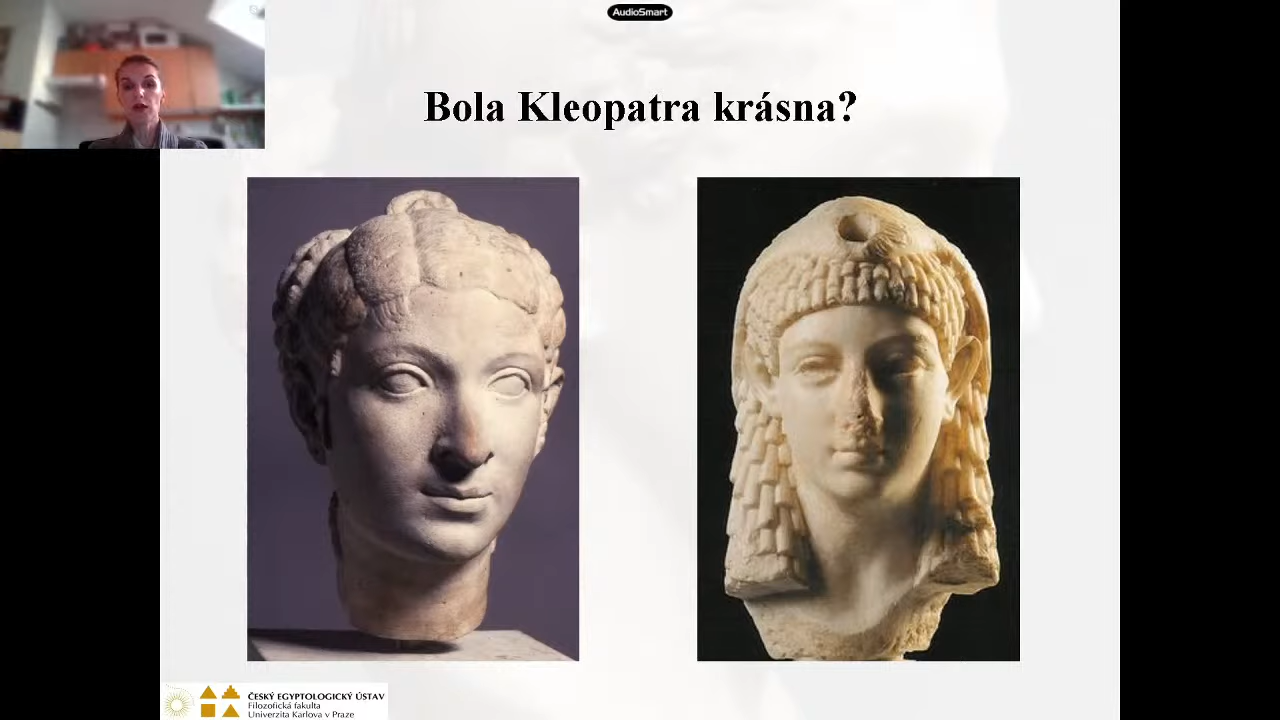 AudioSmart
Bola Kleopatra krásna?
ČESKÝ EGYPTOLOGICKÝ ÚSTAV
Filozofická fakulta
Univerzita Karlova v Praze